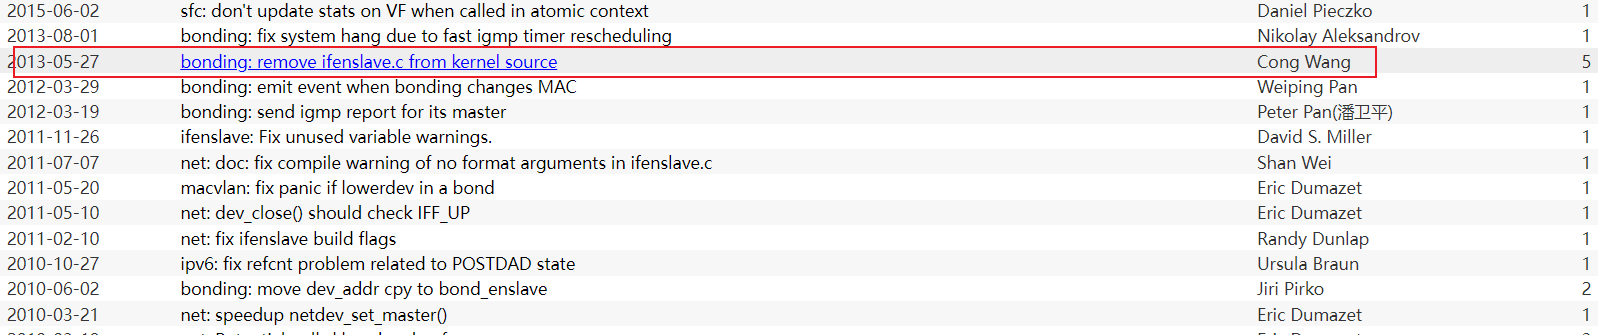 2015-06-02 sfc: don't update stats on VF when called in atomic context Daniel Pieczko 1
2013-08-01 bonding: fix system hang due to fast igmp timer rescheduling Nikolay Aleksandrov 1
2013-05-27 bonding: remove ifenslave.c from kernel source Cong Wang 5
2012-03-29 bonding: emit event when bonding changes MAC Weiping Pan 1
2012-03-19 bonding: send igmp report for its master Peter Pan(潘卫平) 1
2011-11-26 ifenslave: Fix unused variable warnings. David S. Miller 1
2011-07-07 net: doc: fix compile warning of no format arguments in ifenslave.c Shan Wei 1
2011-05-20 macvlan: fix panic if lowerdev in a bond Eric Dumazet 1
2011-05-10 net: dev_close() should check IFF_UP Eric Dumazet 1
2011-02-10 net: fix ifenslave build flags Randy Dunlap 1
2010-10-27 ipv6: fix refcnt problem related to POSTDAD state Ursula Braun 1
2010-06-02 bonding: move dev_addr cpy to bond_enslave Jiri Pirko 2
2010-03-21 net: speedup netdev_set_master() Eric Dumazet 1